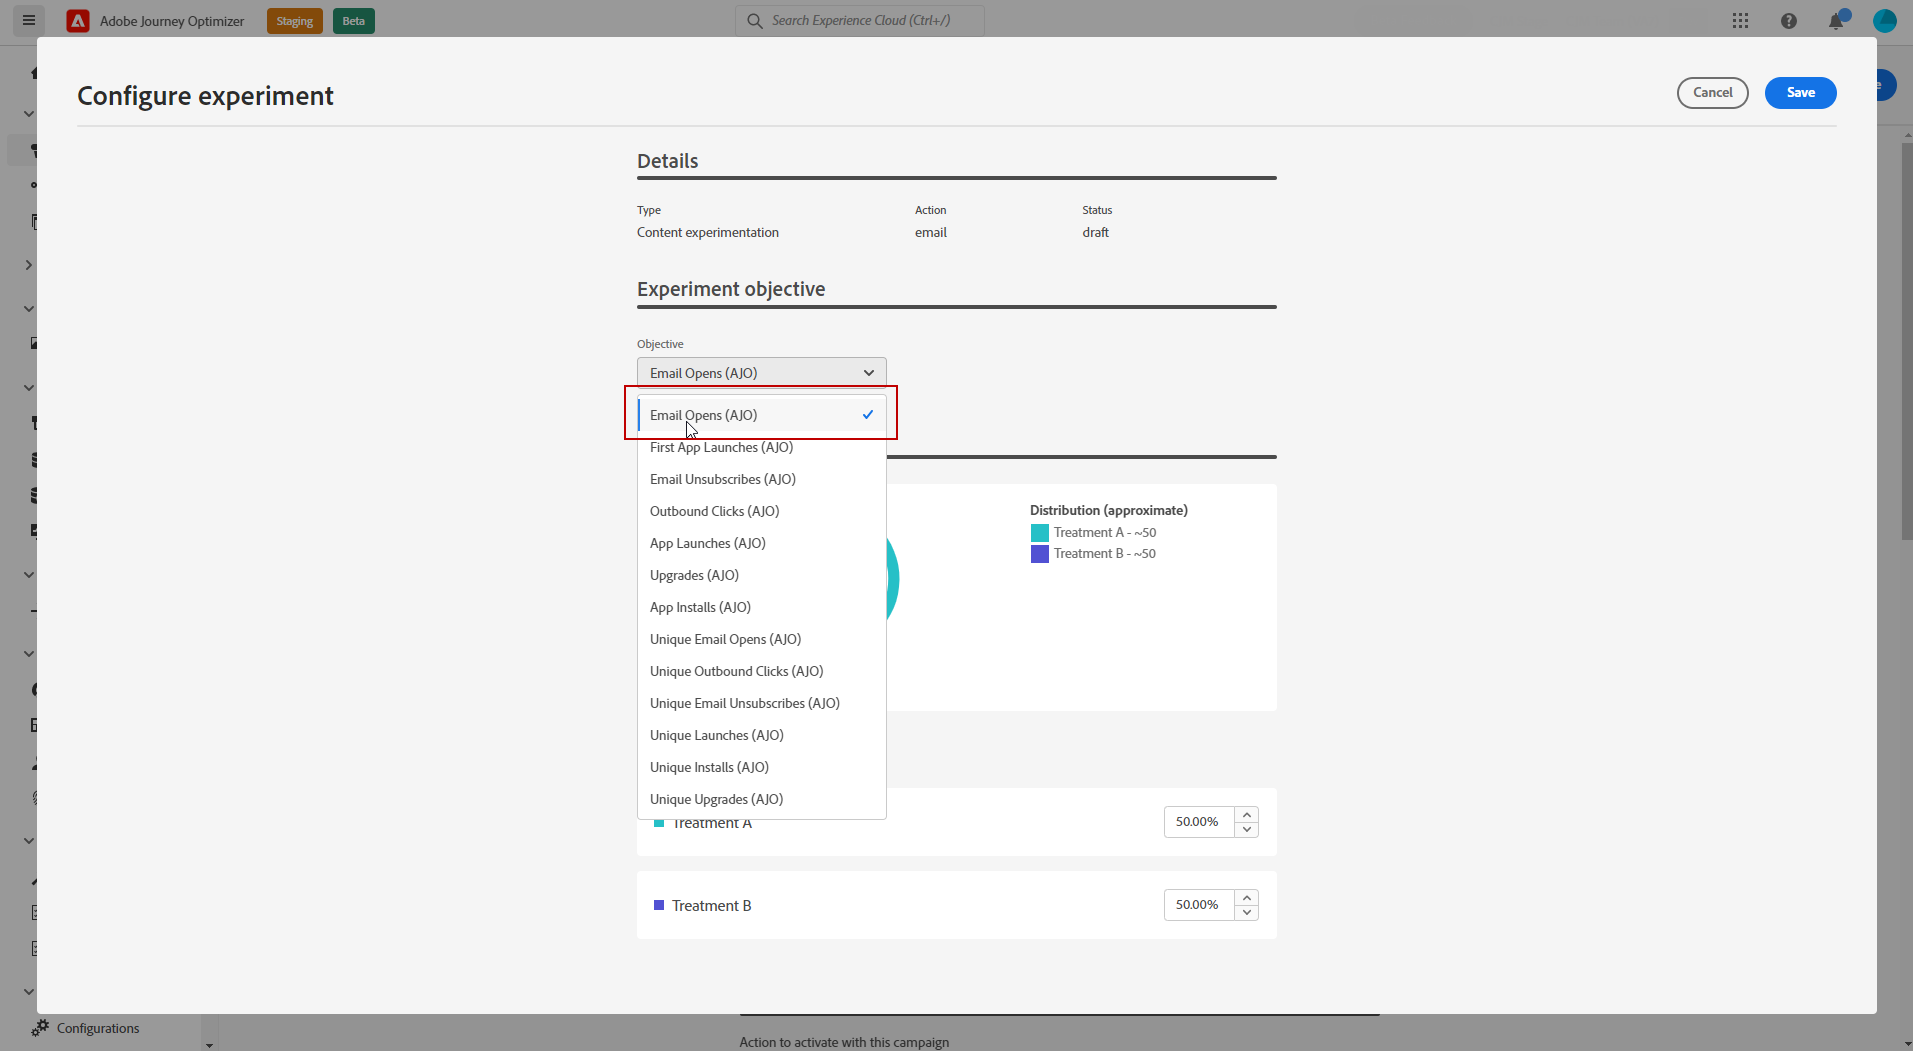 Adobe Journey Optimizer Staging Beta Search Experience Cloud (Ctrl+/)
Configure experiment
Cancel Save
Details
Type Action Status
Content experimentation email draft
Experiment objective
Objective
Email Opens (AJO)
Email Opens (AJO)
First App Launches (AJO)
Email Unsubscribes (AJO)
Outbound Clicks (AJO)
App Launches (AJO)
Upgrades (AJO)
App Installs (AJO)
Unique Email Opens (AJO)
Unique Outbound Clicks (AJO)
Unique Email Unsubscribes (AJO)
Unique Launches (AJO)
Unique Installs (AJO)
Unique Upgrades (AJO)
Distribution (approximate)
Treatment A - ~50
Treatment B - ~50
Treatment A 50.00%
Treatment B 50.00%
Configurations
Action to activate with this campaign